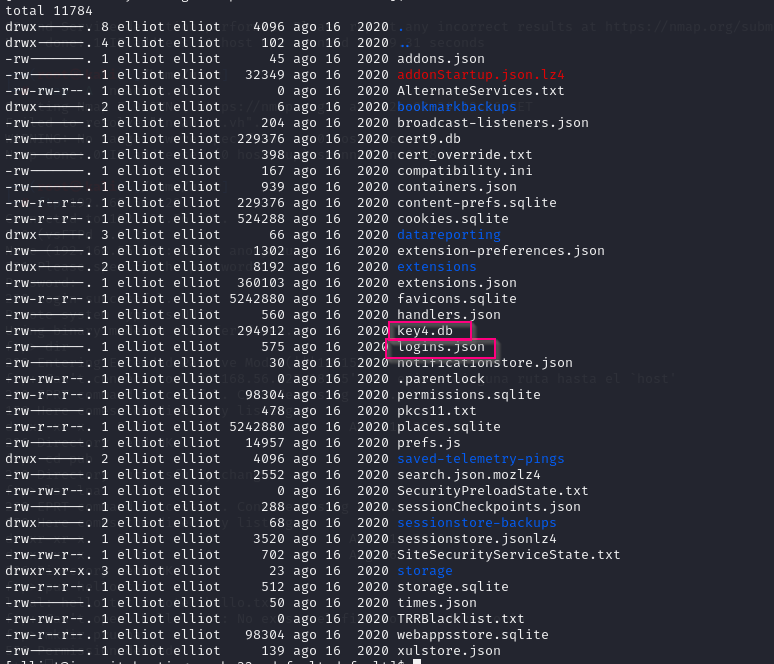 total 11784
drwx------. 8 elliot elliot    4096 ago 16  2020 .
drwx------. 4 elliot elliot     102 ago 16  2020 ..
-rw-------. 1 elliot elliot      45 ago 16  2020 addons.json
-rw-------. 1 elliot elliot   32349 ago 16  2020 addonStartup.json.lz4
-rw-rw-r--. 1 elliot elliot       0 ago 16  2020 AlternateServices.txt
drwx------. 2 elliot elliot       6 ago 16  2020 bookmarkbackups
-rw-------. 1 elliot elliot     204 ago 16  2020 broadcast-listeners.json
-rw-------. 1 elliot elliot  229376 ago 16  2020 cert9.db
-rw-------. 1 elliot elliot     398 ago 16  2020 cert_override.txt
-rw-------. 1 elliot elliot     167 ago 16  2020 compatibility.ini
-rw-------. 1 elliot elliot     939 ago 16  2020 containers.json
-rw-r--r--. 1 elliot elliot  229376 ago 16  2020 content-prefs.sqlite
-rw-r--r--. 1 elliot elliot  524288 ago 16  2020 cookies.sqlite
drwx------. 3 elliot elliot      66 ago 16  2020 datareporting
-rw-------. 1 elliot elliot    1302 ago 16  2020 extension-preferences.json
drwx------. 2 elliot elliot    8192 ago 16  2020 extensions
-rw-------. 1 elliot elliot  360103 ago 16  2020 extensions.json
-rw-r--r--. 1 elliot elliot 5242880 ago 16  2020 favicons.sqlite
-rw-------. 1 elliot elliot     560 ago 16  2020 handlers.json
-rw-------. 1 elliot elliot  294912 ago 16  2020 key4.db
-rw-------. 1 elliot elliot     575 ago 16  2020 logins.json
-rw-------. 1 elliot elliot      30 ago 16  2020 notificationstore.json
-rw-rw-r--. 1 elliot elliot       0 ago 16  2020 .parentlock
-rw-r--r--. 1 elliot elliot   98304 ago 16  2020 permissions.sqlite
-rw-------. 1 elliot elliot     478 ago 16  2020 pkcs11.txt
-rw-r--r--. 1 elliot elliot 5242880 ago 16  2020 places.sqlite
-rw-------. 1 elliot elliot   14957 ago 16  2020 prefs.js
drwx------. 2 elliot elliot    4096 ago 16  2020 saved-telemetry-pings
-rw-------. 1 elliot elliot    2552 ago 16  2020 search.json.mozlz4
-rw-rw-r--. 1 elliot elliot       0 ago 16  2020 SecurityPreloadState.txt
-rw-------. 1 elliot elliot     288 ago 16  2020 sessionCheckpoints.json
drwx------. 2 elliot elliot      68 ago 16  2020 sessionstore-backups
-rw-------. 1 elliot elliot    3520 ago 16  2020 sessionstore.jsonlz4
-rw-rw-r--. 1 elliot elliot     702 ago 16  2020 SiteSecurityServiceState.txt
drwxr-xr-x. 3 elliot elliot      23 ago 16  2020 storage
-rw-r--r--. 1 elliot elliot     512 ago 16  2020 storage.sqlite
-rw-------. 1 elliot elliot      50 ago 16  2020 times.json
-rw-rw-r--. 1 elliot elliot       0 ago 16  2020 TRRBlacklist.txt
-rw-r--r--. 1 elliot elliot   98304 ago 16  2020 webappsstore.sqlite
-rw-------. 1 elliot elliot     139 ago 16  2020 xulstore.json